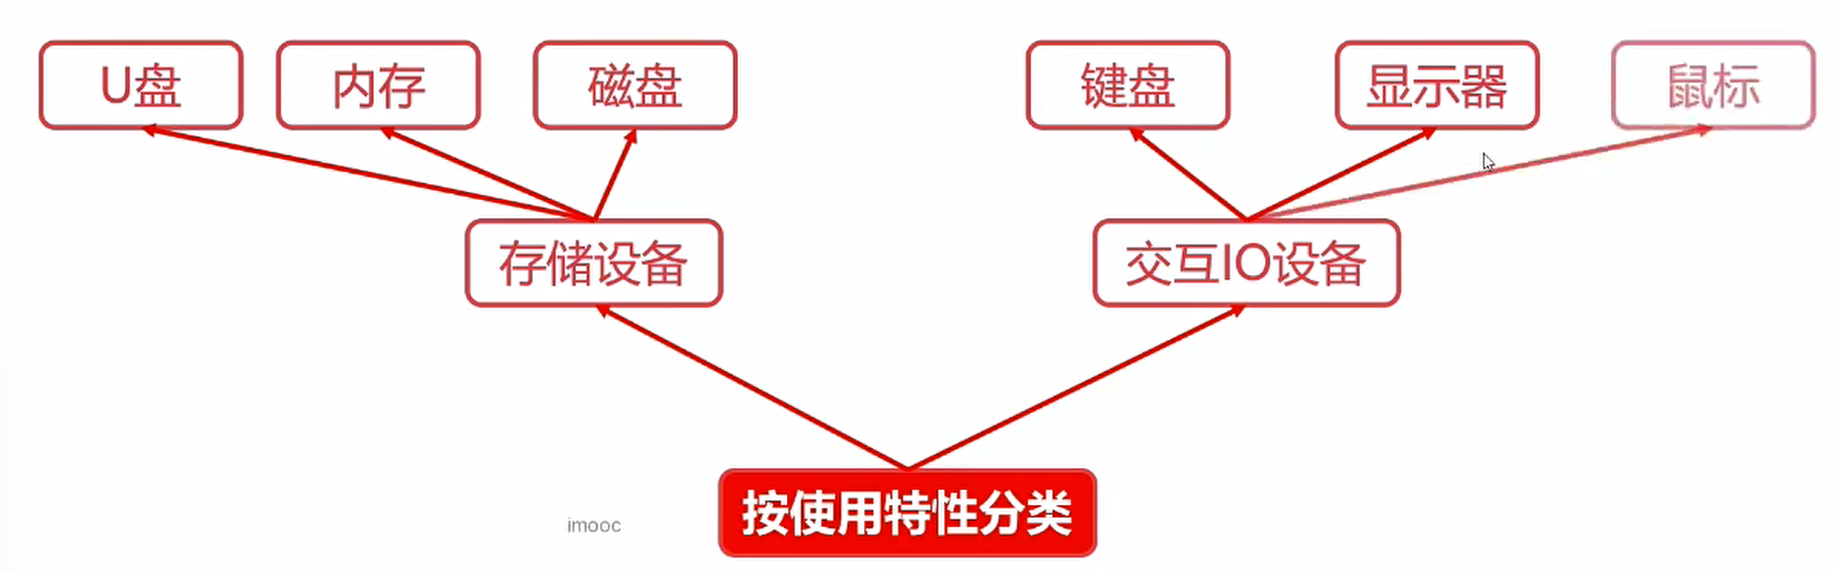 U盘
内存
磁盘
键盘
显示器
鼠标
存储设备
交互IO设备
按使用特性分类
imooc